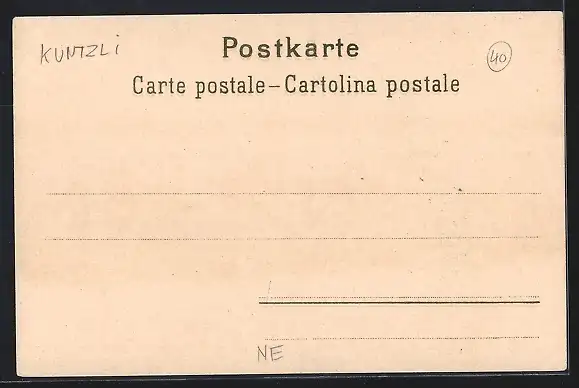 KUNZLI
Postkarte
40
Carte postale – Cartolina postale
NE